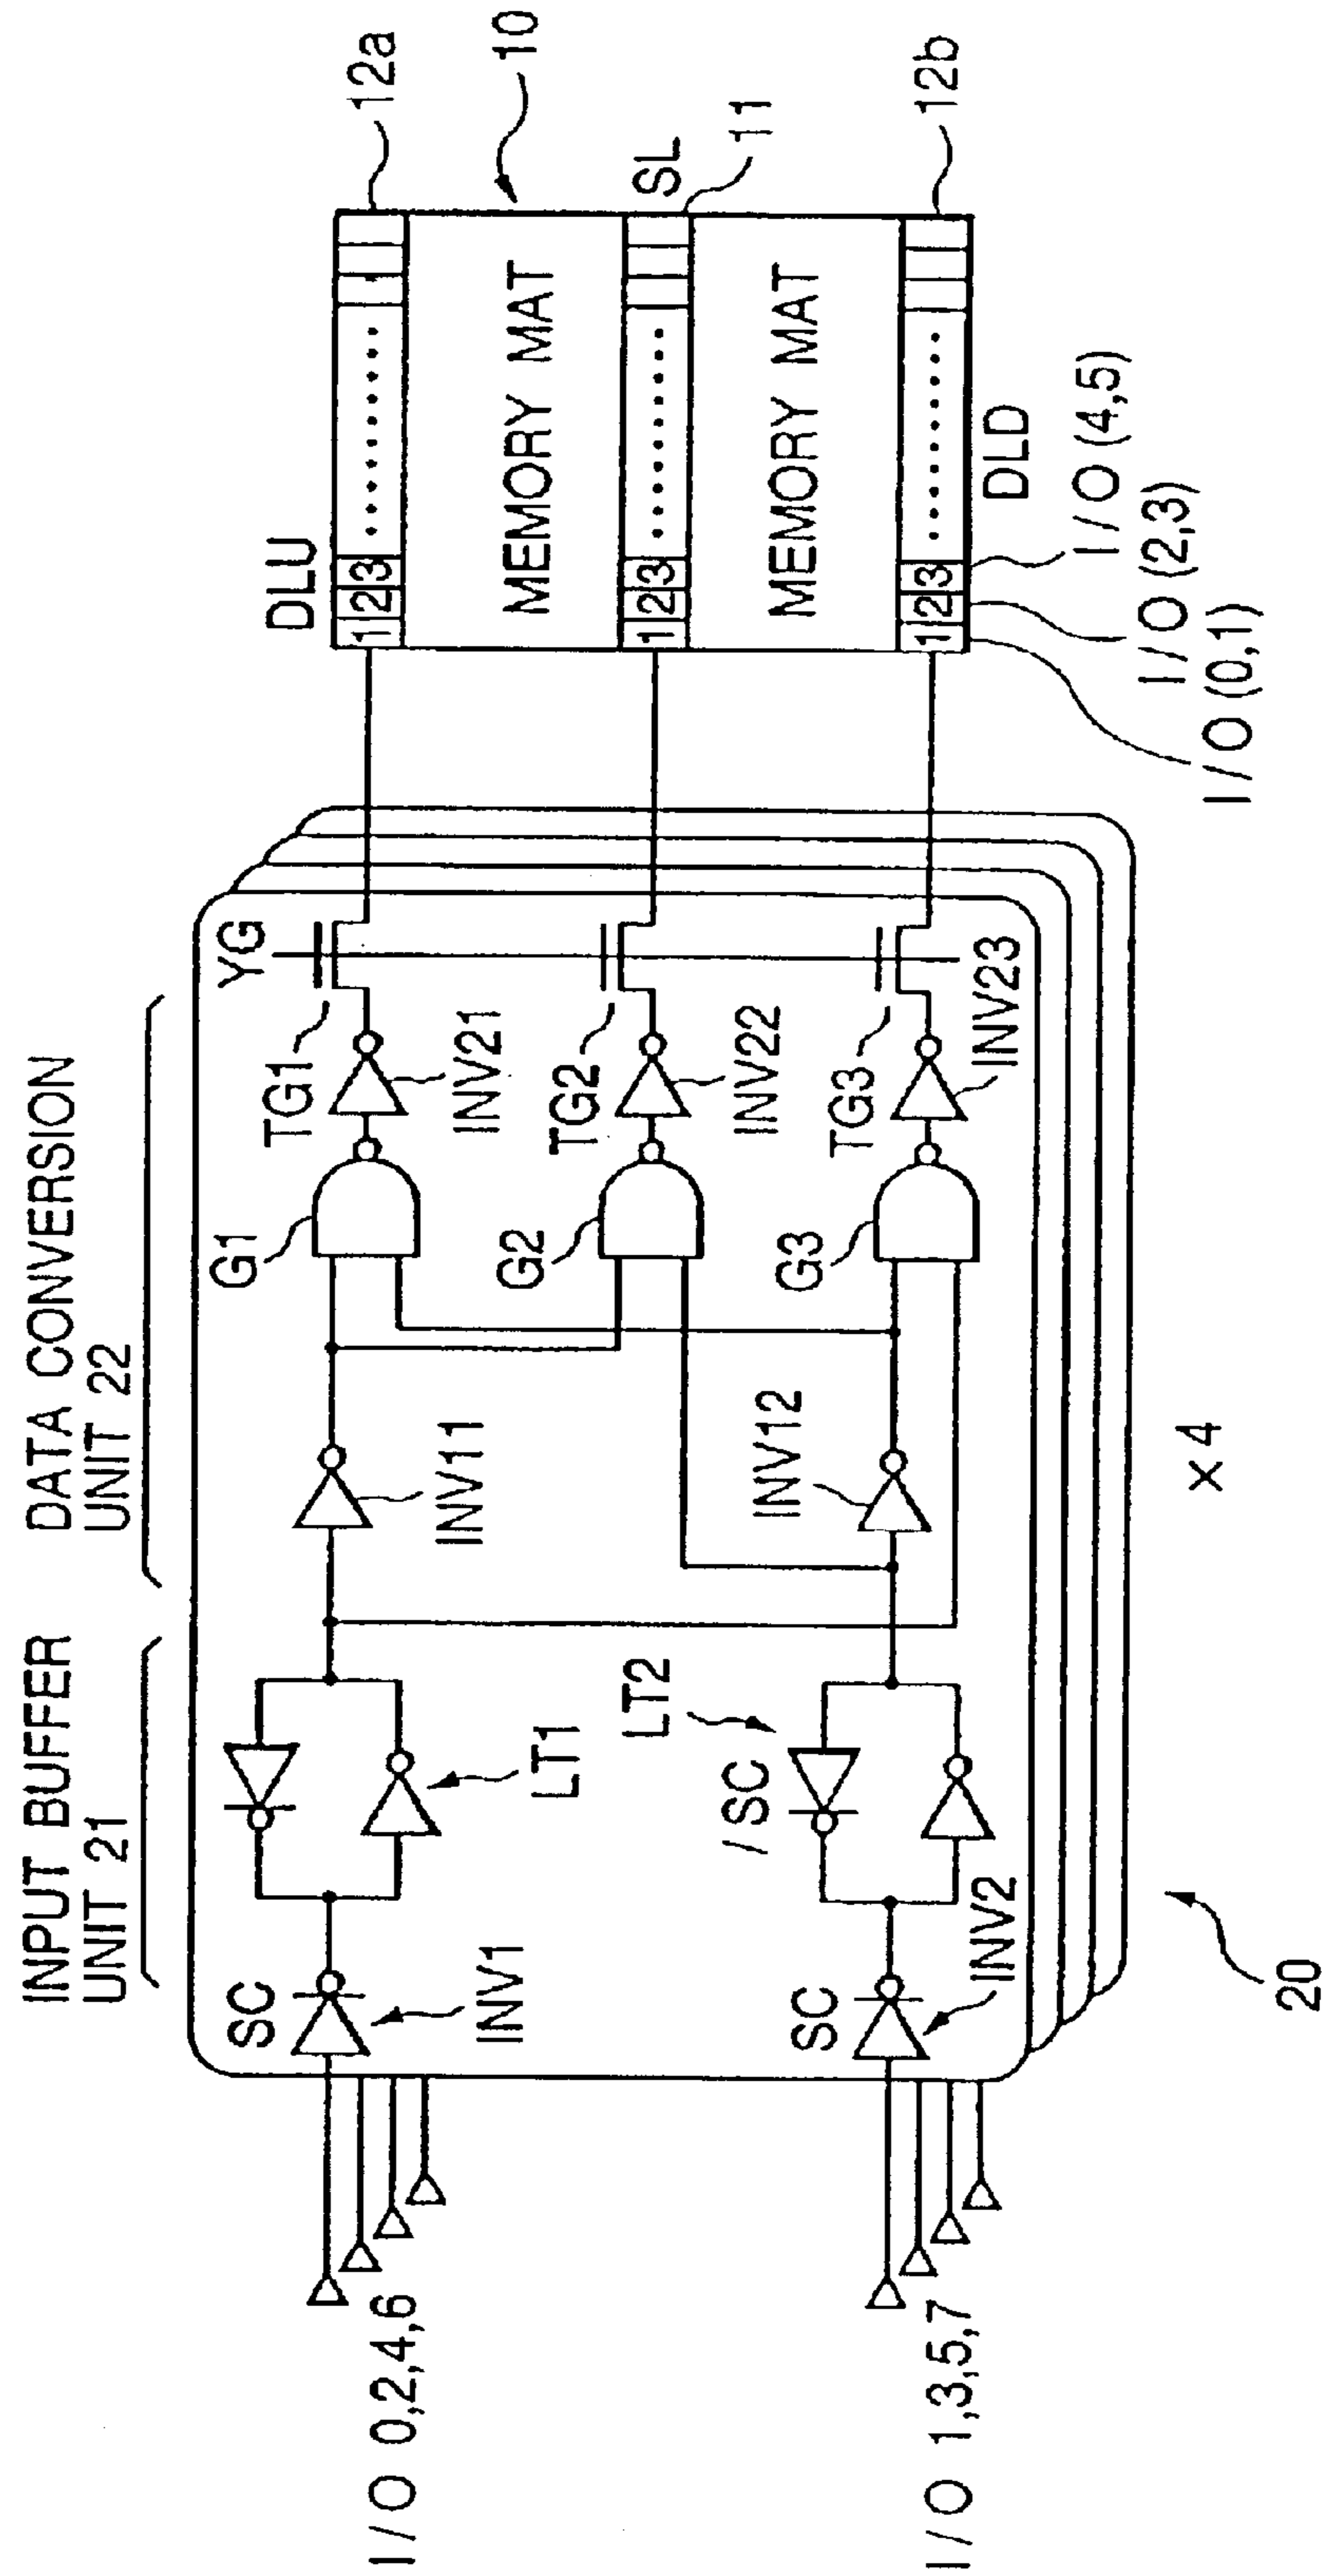 INPUT BUFFER
UNIT 21
DATA CONVERSION
UNIT 22
SC
INV1
LT1
INV11
G1
TG1
INV21
YG
DLU
1 2 3
12a
MEMORY MAT
10
G2
TG2
INV22
1 2 3
SL
11
MEMORY MAT
SC
INV2
/SC
LT2
INV12
G3
TG3
INV23
1 2 3
12b
DLD
I/O (4,5)
I/O (2,3)
I/O (0,1)
I/O 0,2,4,6
I/O 1,3,5,7
20
×4